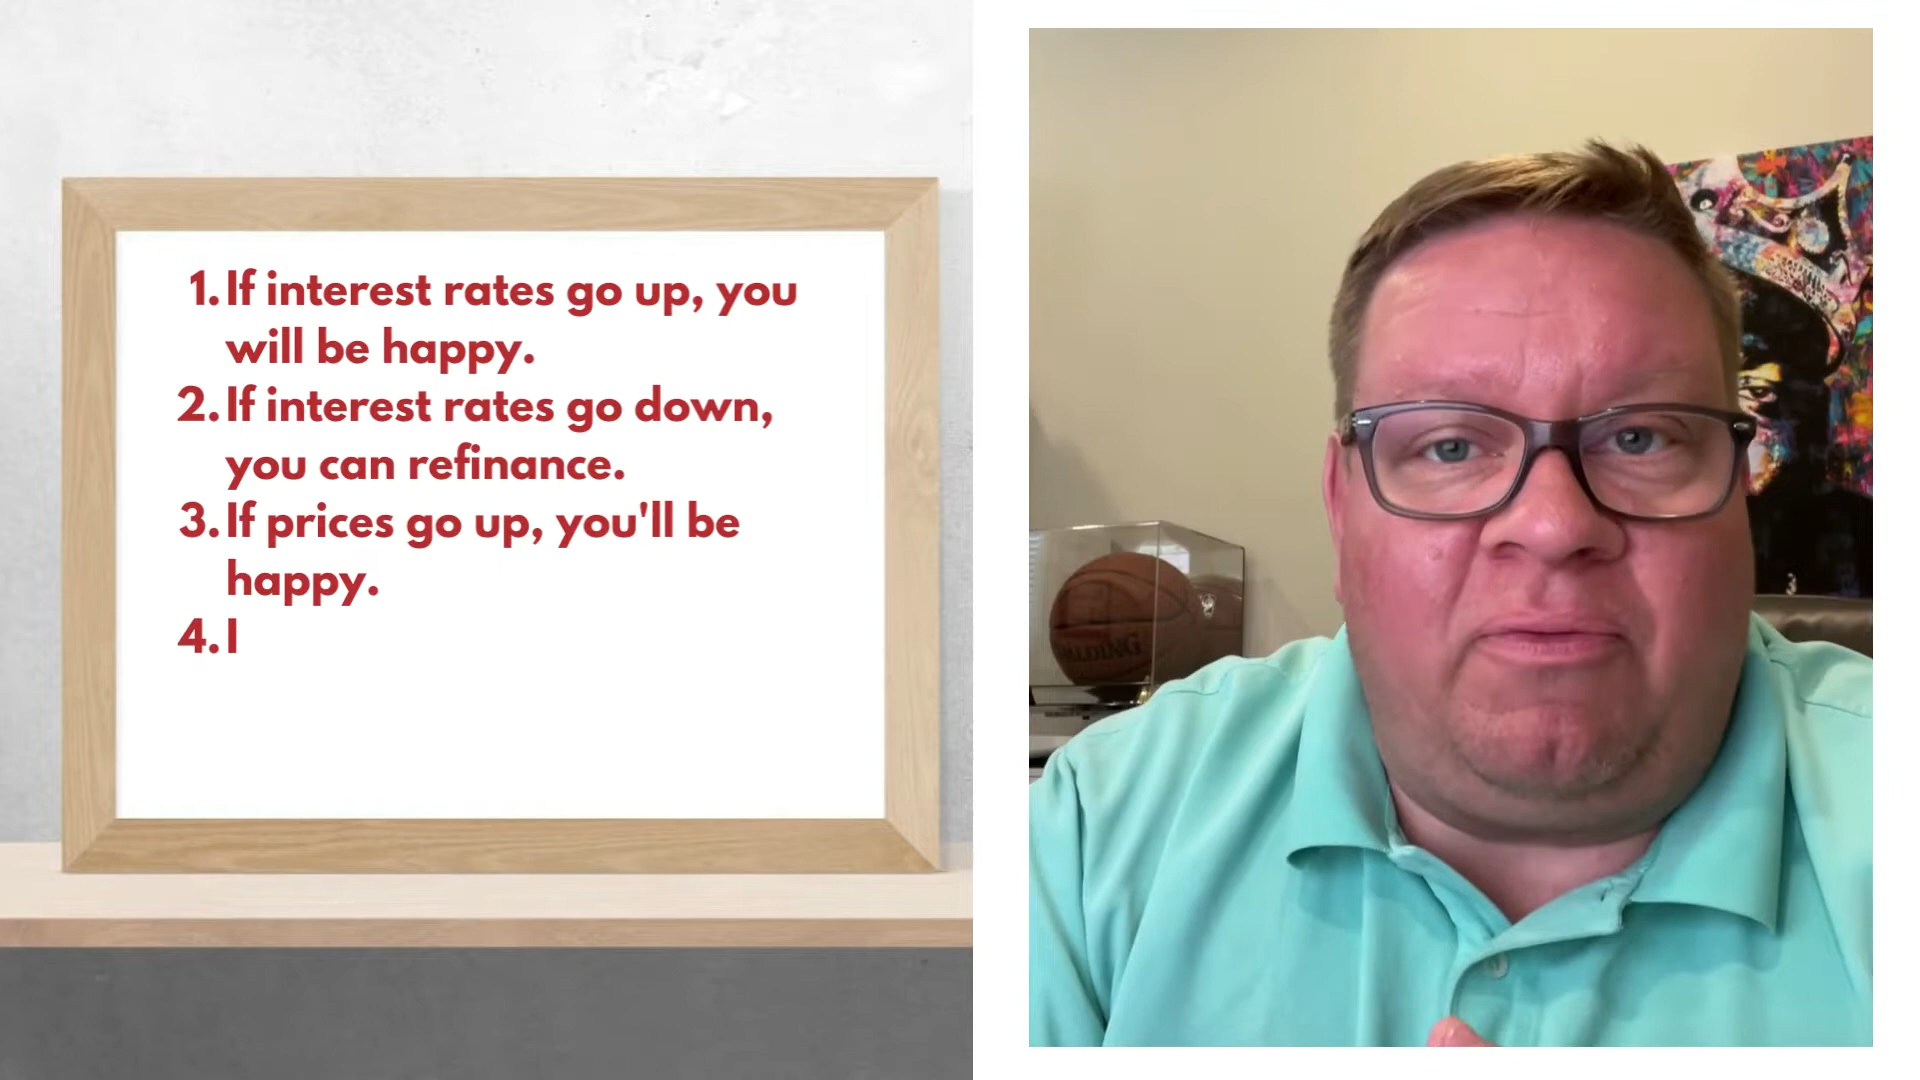 1. If interest rates go up, you
will be happy.
2. If interest rates go down,
you can refinance.
3. If prices go up, you'll be
happy.
4. I
SPALDING